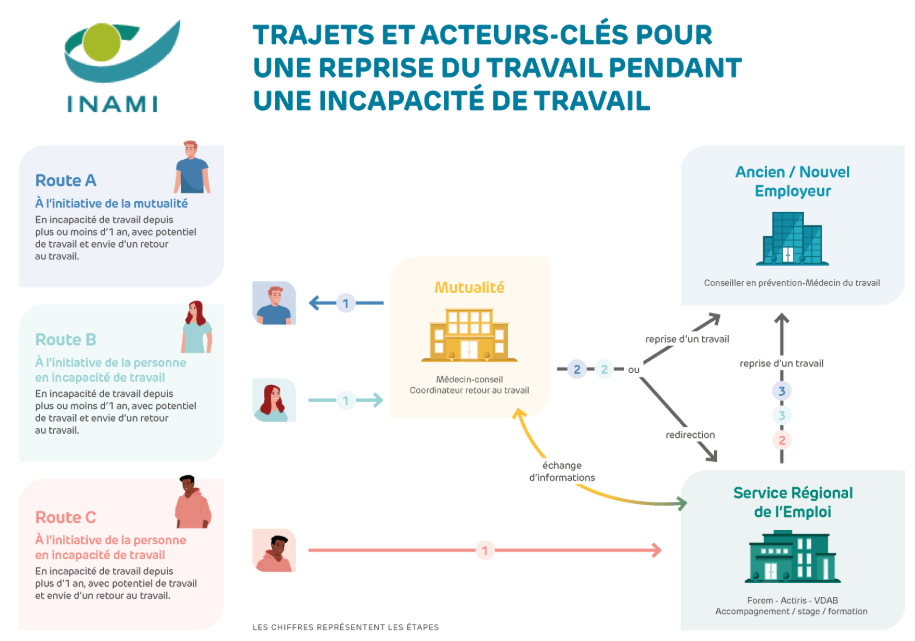 INAMI
TRAJETS ET ACTEURS-CLÉS POUR
UNE REPRISE DU TRAVAIL PENDANT
UNE INCAPACITÉ DE TRAVAIL
Route A
À l'initiative de la mutualité
En incapacité de travail depuis
plus ou moins d'1 an, avec potentiel
de travail et envie d'un retour
au travail.
Route B
À l'initiative de la personne
en incapacité de travail
En incapacité de travail depuis
plus ou moins d'1 an, avec potentiel
de travail et envie d'un retour
au travail.
Route C
À l'initiative de la personne
en incapacité de travail
En incapacité de travail depuis
plus d'1 an, avec potentiel de travail
et envie d'un retour au travail.
1
1
1
Mutualité
Médecin-conseil
Coordinateur retour au travail
2
2
ou
reprise d'un travail
redirection
échange
d'informations
Ancien / Nouvel
Employeur
Conseiller en prévention-Médecin du travail
reprise d'un travail
3
3
2
Service Régional
de l'Emploi
Forem - Actiris - VDAB
Accompagnement / stage / formation
LES CHIFFRES REPRÉSENTENT LES ÉTAPES